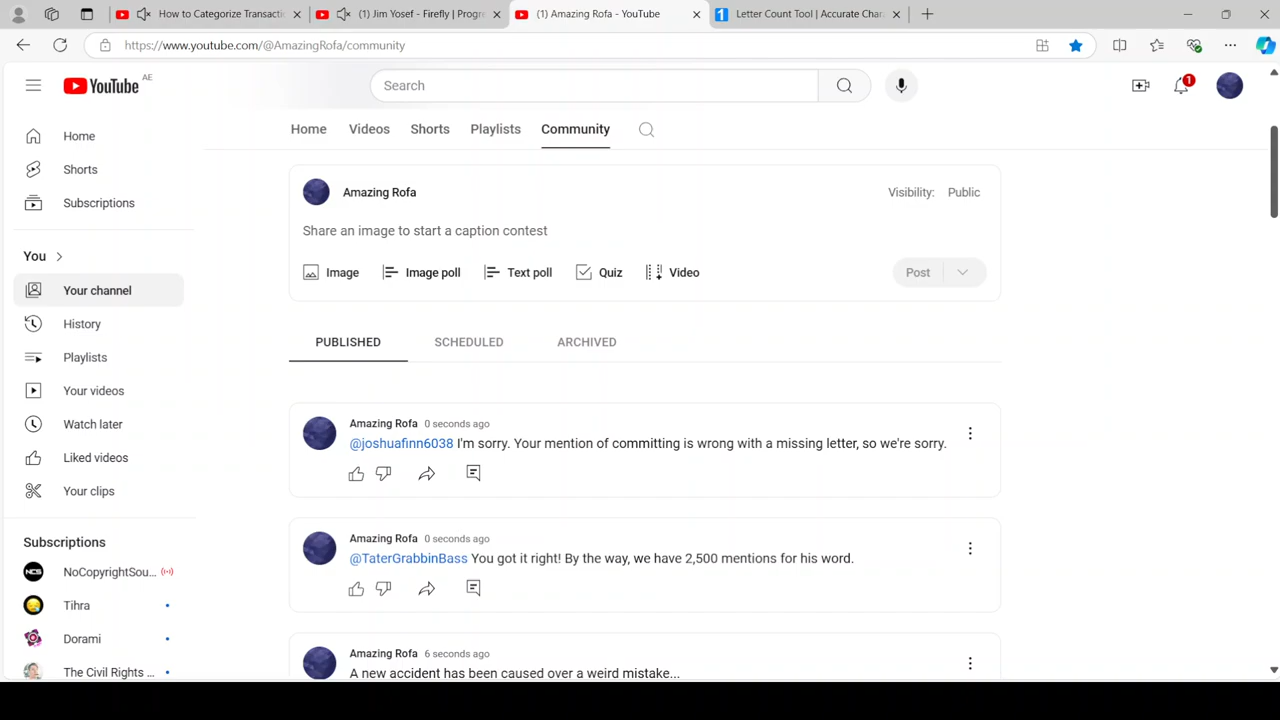 How to Categorize Transacti
(1) Jim Yosef - Firefly | Progre
(1) Amazing Rofa - YouTube
Letter Count Tool | Accurate Char
https://www.youtube.com/@AmazingRofa/community
YouTube AE
Search
1
Home
Shorts
Subscriptions
You
Your channel
History
Playlists
Your videos
Watch later
Liked videos
Your clips
Subscriptions
NCS
NoCopyrightSou...
Tihra
Dorami
The Civil Rights ...
Home Videos Shorts Playlists Community
Amazing Rofa
Visibility: Public
Share an image to start a caption contest
Image Image poll Text poll Quiz Video
Post
PUBLISHED SCHEDULED ARCHIVED
Amazing Rofa 0 seconds ago
@joshuafinn6038 I'm sorry. Your mention of committing is wrong with a missing letter, so we're sorry.
Amazing Rofa 0 seconds ago
@TaterGrabbinBass You got it right! By the way, we have 2,500 mentions for his word.
Amazing Rofa 6 seconds ago
A new accident has been caused over a weird mistake...